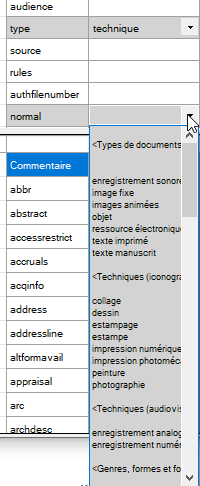 audience
type technique
source
rules
authfilenumber
normal
Commentaire
abbr
abstract
accessrestrict
accruals
acqinfo
address
addressline
altformavail
appraisal
arc
archdesc
<Types de documents
enregistrement sonore
image fixe
images animées
objet
ressource électronique
texte imprimé
texte manuscrit
<Techniques (iconogra
collage
dessin
estampage
estampe
impression numérique
impression photoméca
peinture
photographie
<Techniques (audiovis
enregistrement analog
enregistrement numér
<Genres, formes et fo